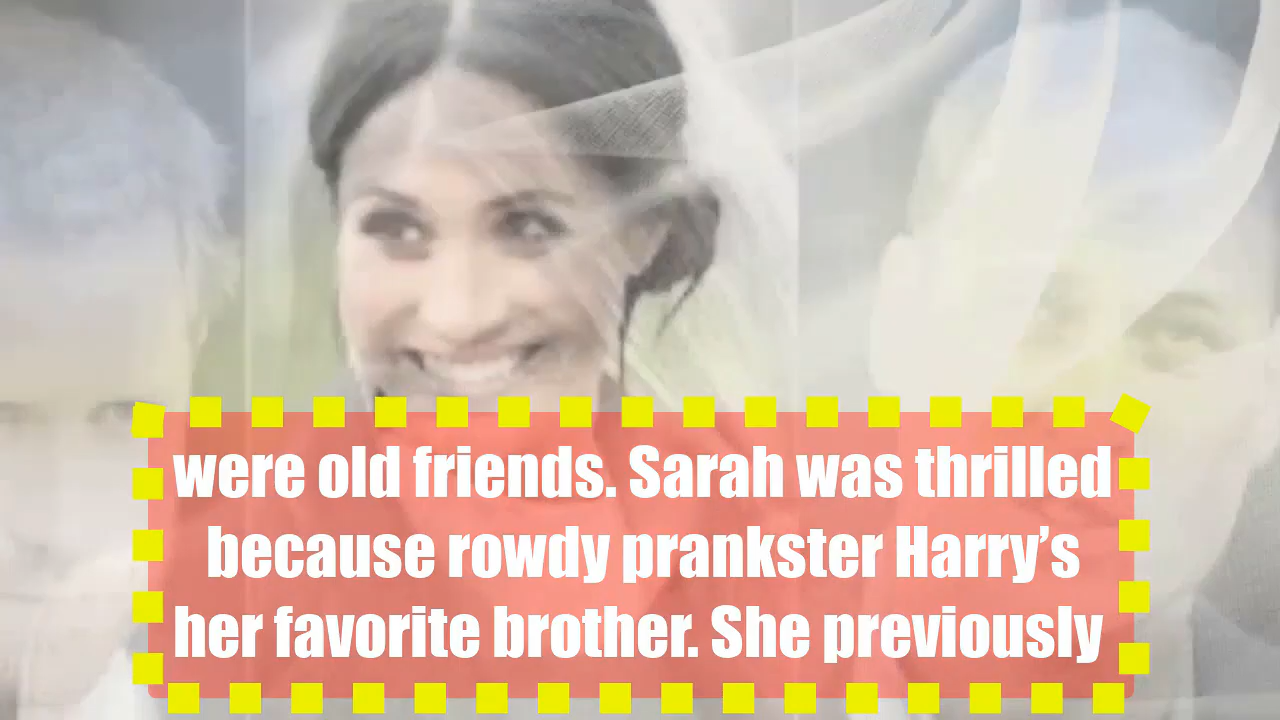 were old friends. Sarah was thrilled
because rowdy prankster Harry’s
her favorite brother. She previously